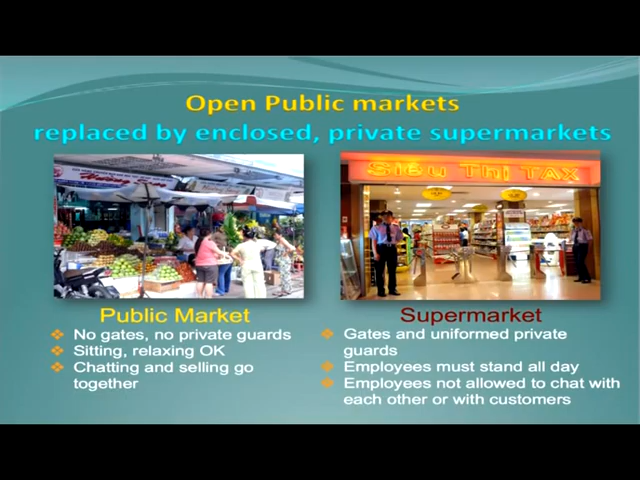 Open Public markets
replaced by enclosed, private supermarkets
SIÊU THỊ TAX
Public Market
No gates, no private guards
Sitting, relaxing OK
Chatting and selling go
together
Supermarket
Gates and uniformed private
guards
Employees must stand all day
Employees not allowed to chat with
each other or with customers